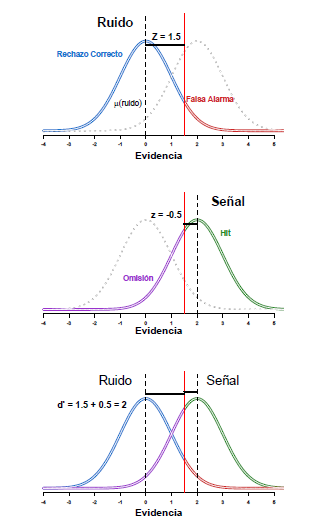 Ruido
Z = 1.5
Rechazo Correcto
μ(ruido)
Falsa Alarma
-4 -3 -2 -1 0 1 2 3 4 5
Evidencia
Señal
z = -0.5
Hit
Omisión
-4 -3 -2 -1 0 1 2 3 4 5
Evidencia
Ruido Señal
d' = 1.5 + 0.5 = 2
-4 -3 -2 -1 0 1 2 3 4 5
Evidencia